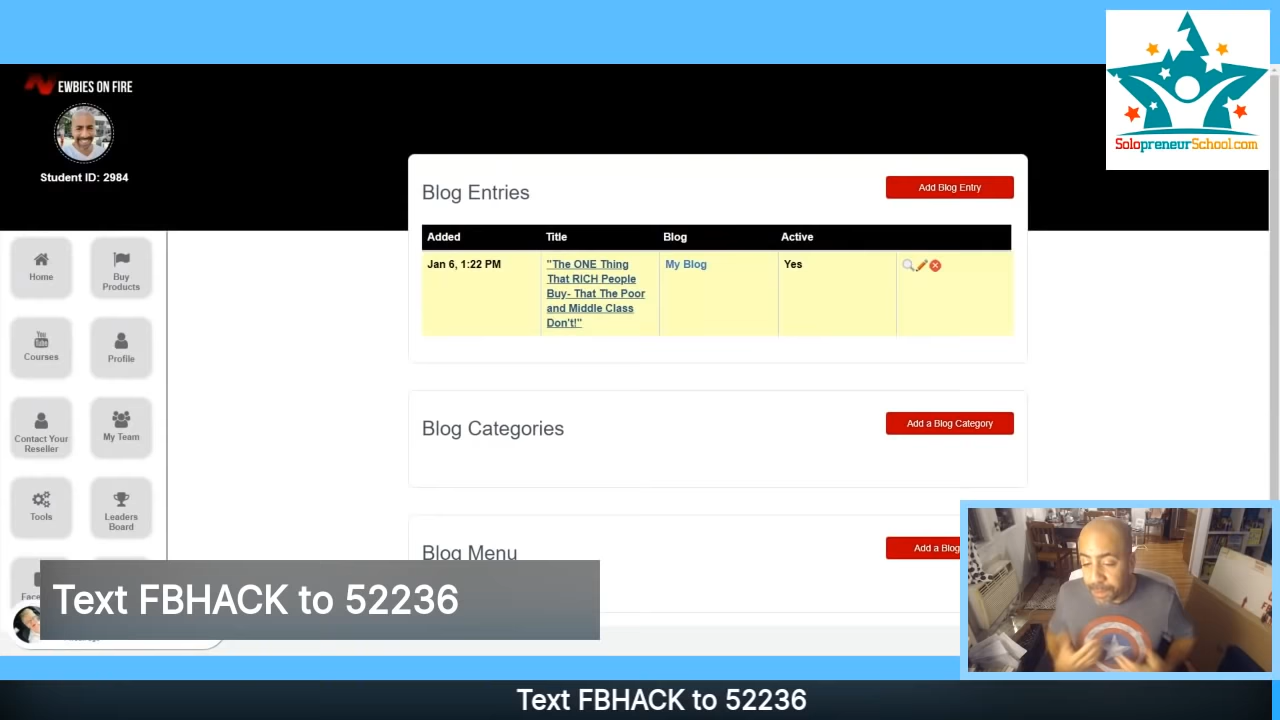 EWBIES ON FIRE
Student ID: 2984
SolopreneurSchool.com
Home
Buy
Products
Courses
Profile
Contact Your
Reseller
My Team
Tools
Leaders
Board
Blog Entries
Add Blog Entry
Added Title Blog Active
Jan 6, 1:22 PM
"The ONE Thing
That RICH People
Buy- That The Poor
and Middle Class
Don't!"
My Blog
Yes
Blog Categories
Add a Blog Category
Blog Menu
Add a Blog
Text FBHACK to 52236
Text FBHACK to 52236